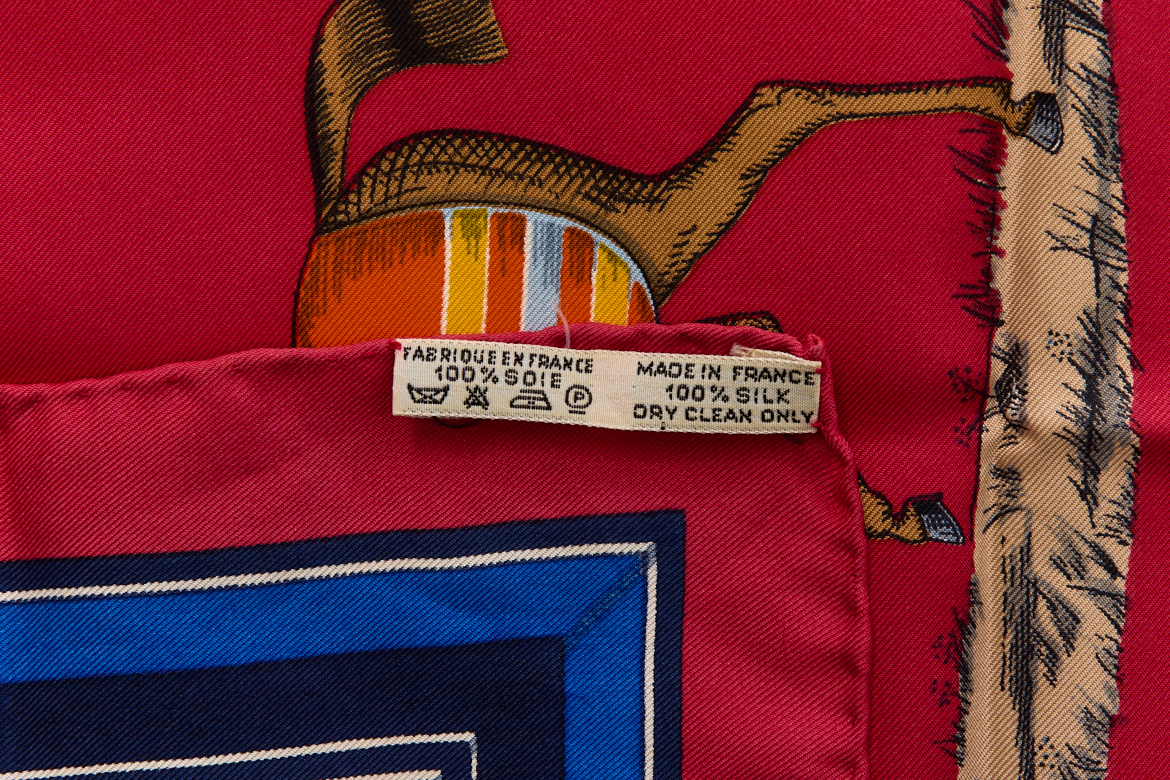 FABRIQUE EN FRANCE
100% SOIE
P
MADE IN FRANCE
100% SILK
DRY CLEAN ONLY